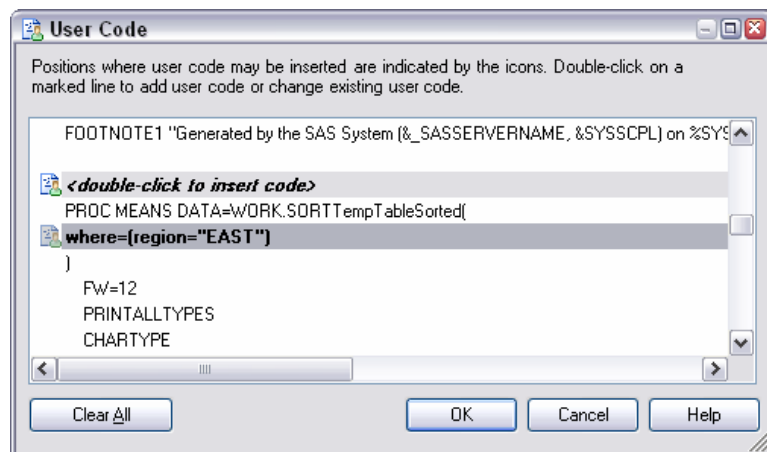 User Code
Positions where user code may be inserted are indicated by the icons. Double-click on a
marked line to add user code or change existing user code.
FOOTNOTE1 "Generated by the SAS System (&_SASSERVERNAME, &SYSSCPL) on %SYS
<double-click to insert code>
PROC MEANS DATA=WORK.SORTTempTableSorted(
where=(region="EAST")
)
FW=12
PRINTALLTYPES
CHARTYPE
Clear All OK Cancel Help